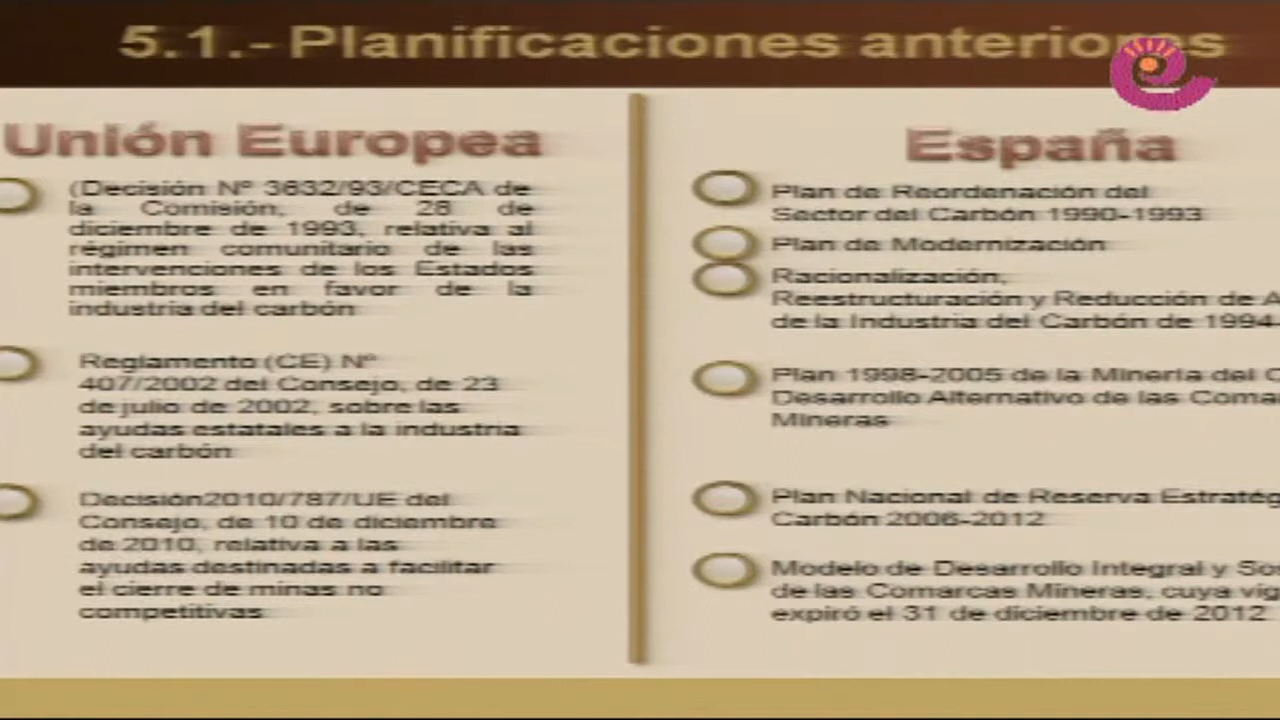 5.1.- Planificaciones anteriores
Unión Europea
(Decisión Nº 3632/93/CECA de
la Comisión, de 28 de
diciembre de 1993, relativa al
régimen comunitario de las
intervenciones de los Estados
miembros en favor de la
industria del carbón
Reglamento (CE) Nº
407/2002 del Consejo, de 23
de julio de 2002, sobre las
ayudas estatales a la industria
del carbón
Decisión2010/787/UE del
Consejo, de 10 de diciembre
de 2010, relativa a las
ayudas destinadas a facilitar
el cierre de minas no
competitivas
España
Plan de Reordenación del
Sector del Carbón 1990-1993
Plan de Modernización
Racionalización,
Reestructuración y Reducción de A
de la Industria del Carbón de 1994
Plan 1998-2005 de la Minería del C
Desarrollo Alternativo de las Coma
Mineras
Plan Nacional de Reserva Estratég
Carbón 2006-2012
Modelo de Desarrollo Integral y Sos
de las Comarcas Mineras, cuya vig
expiró el 31 de diciembre de 2012